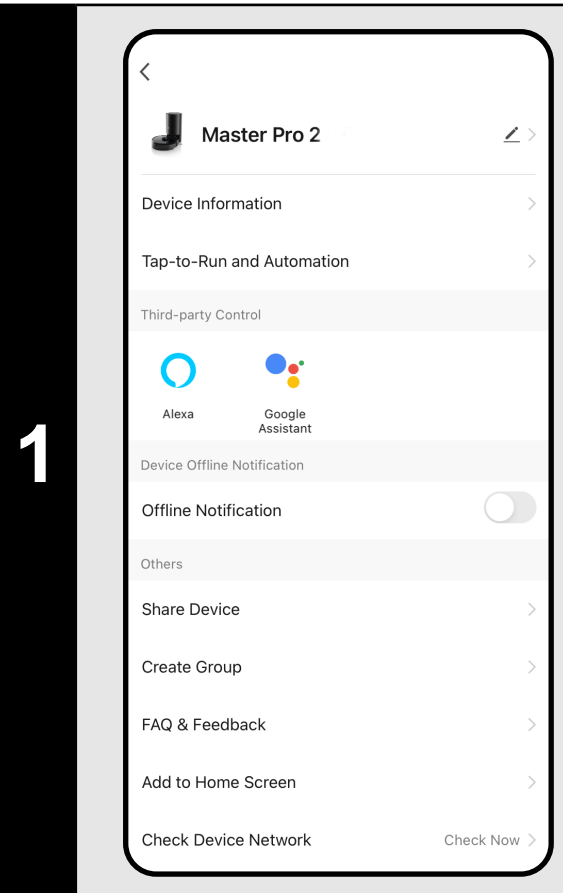 1
Master Pro 2
Device Information
Tap-to-Run and Automation
Third-party Control
Alexa
Google
Assistant
Device Offline Notification
Offline Notification
Others
Share Device
Create Group
FAQ & Feedback
Add to Home Screen
Check Device Network Check Now